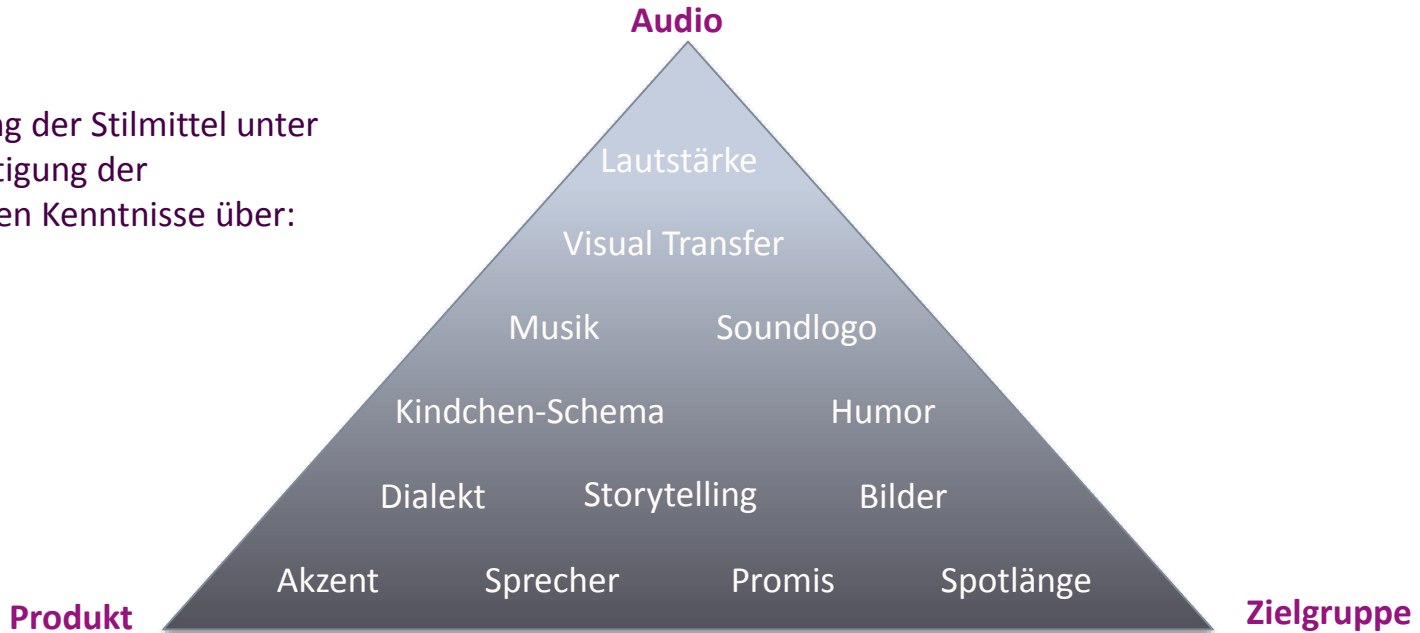 Audio
ng der Stilmittel unter
tigung der
en Kenntnisse über:
Lautstärke
Visual Transfer
Musik Soundlogo
Kindchen-Schema Humor
Dialekt Storytelling Bilder
Akzent Sprecher Promis Spotlänge
Produkt Zielgruppe